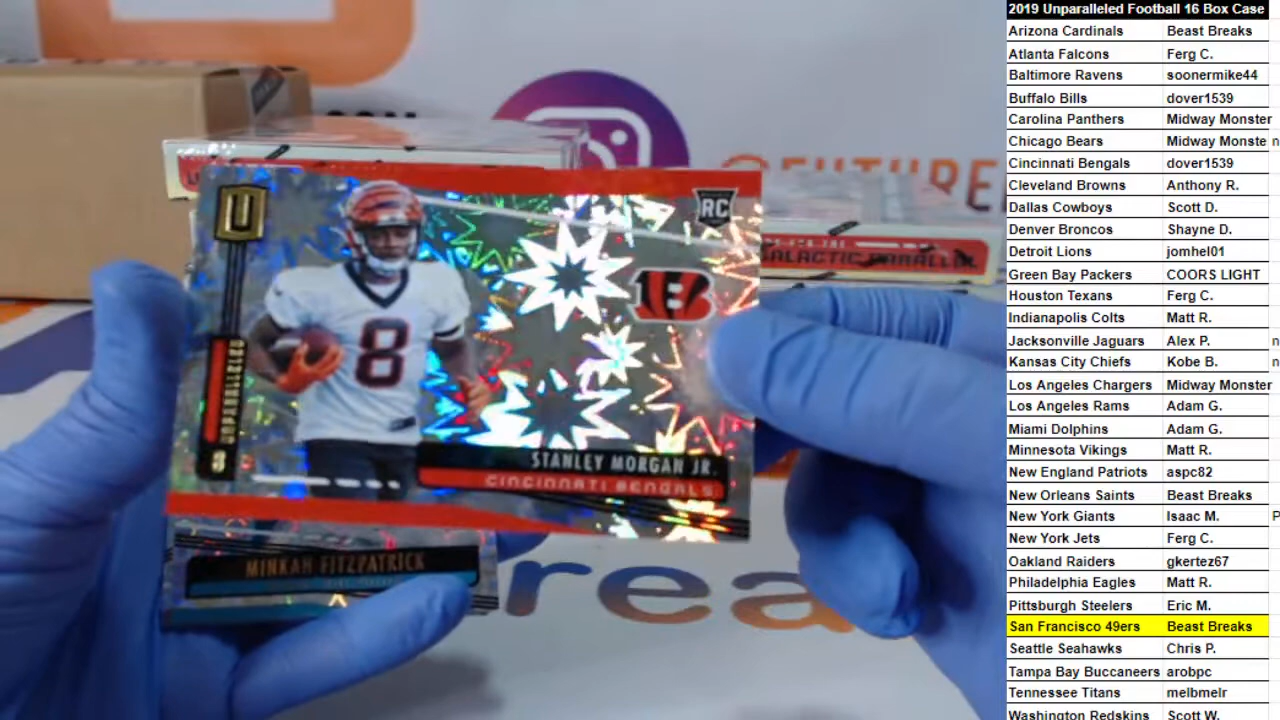 2019 Unparalleled Football 16 Box Case
Arizona Cardinals Beast Breaks
Atlanta Falcons Ferg C.
Baltimore Ravens soonermike44
Buffalo Bills dover1539
Carolina Panthers Midway Monster
Chicago Bears Midway Monste n
Cincinnati Bengals dover1539
Cleveland Browns Anthony R.
Dallas Cowboys Scott D.
Denver Broncos Shayne D.
Detroit Lions jomhel01
Green Bay Packers COORS LIGHT
Houston Texans Ferg C.
Indianapolis Colts Matt R.
Jacksonville Jaguars Alex P. n
Kansas City Chiefs Kobe B. n
Los Angeles Chargers Midway Monster
Los Angeles Rams Adam G.
Miami Dolphins Adam G.
Minnesota Vikings Matt R.
New England Patriots aspc82
New Orleans Saints Beast Breaks
New York Giants Isaac M. P
New York Jets Ferg C.
Oakland Raiders gkertez67
Philadelphia Eagles Matt R.
Pittsburgh Steelers Eric M.
San Francisco 49ers Beast Breaks
Seattle Seahawks Chris P.
Tampa Bay Buccaneers arobpc
Tennessee Titans melbmelr
Washington Redskins Scott W.
U
RC
B
8
UNPARALLELED
STANLEY MORGAN JR.
CINCINNATI BENGALS
MINKAH FITZPATRICK
GALACTIC PARALLEL
@FUTURE
rea